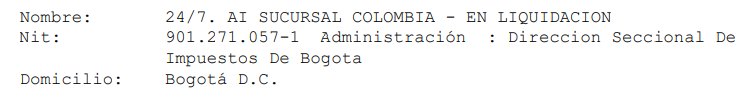 Nombre: 24/7. AI SUCURSAL COLOMBIA - EN LIQUIDACION
Nit: 901.271.057-1 Administración : Direccion Seccional De
Impuestos De Bogota
Domicilio: Bogotá D.C.